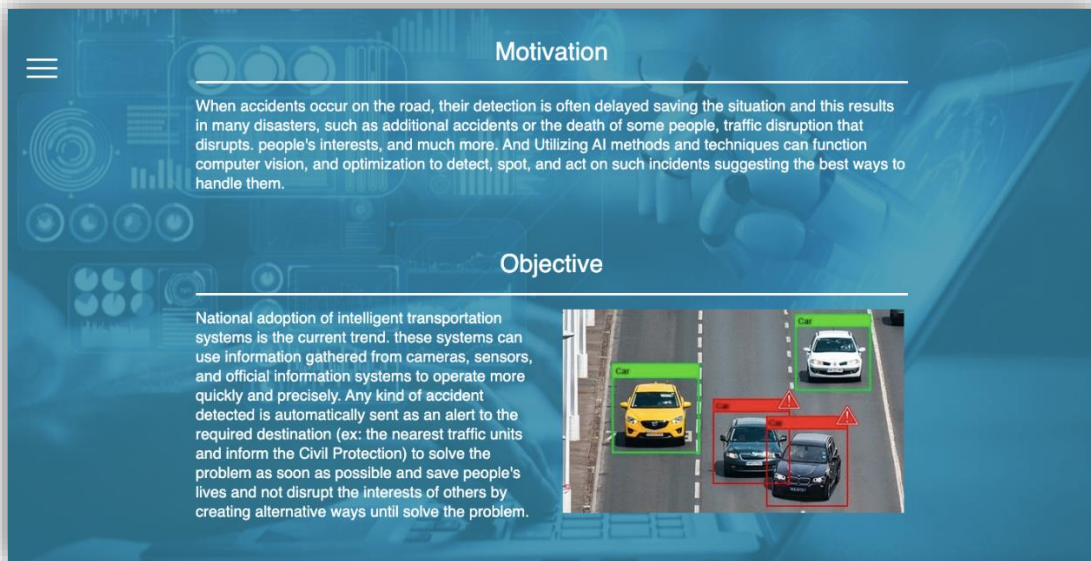 Motivation
When accidents occur on the road, their detection is often delayed saving the situation and this results
in many disasters, such as additional accidents or the death of some people, traffic disruption that
disrupts. people's interests, and much more. And Utilizing AI methods and techniques can function
computer vision, and optimization to detect, spot, and act on such incidents suggesting the best ways to
handle them.
Objective
National adoption of intelligent transportation
systems is the current trend. these systems can
use information gathered from cameras, sensors,
and official information systems to operate more
quickly and precisely. Any kind of accident
detected is automatically sent as an alert to the
required destination (ex: the nearest traffic units
and inform the Civil Protection) to solve the
problem as soon as possible and save people's
lives and not disrupt the interests of others by
creating alternative ways until solve the problem.
Car
Car
Car
Car